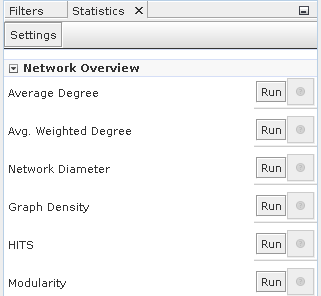 Filters Statistics X
Settings
Network Overview
Average Degree Run
Avg. Weighted Degree Run
Network Diameter Run
Graph Density Run
HITS Run
Modularity Run